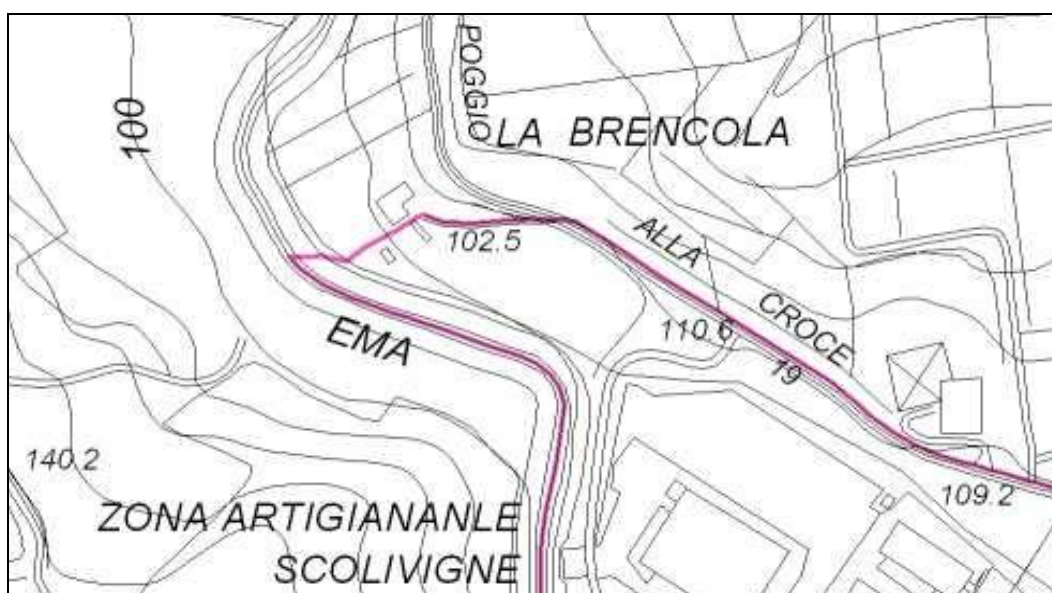 POGGIO
100
LA BRENCOLA
102.5
ALLA
CROCE
110.6
EMA
19
140.2
109.2
ZONA ARTIGIANANLE
SCOLIVIGNE